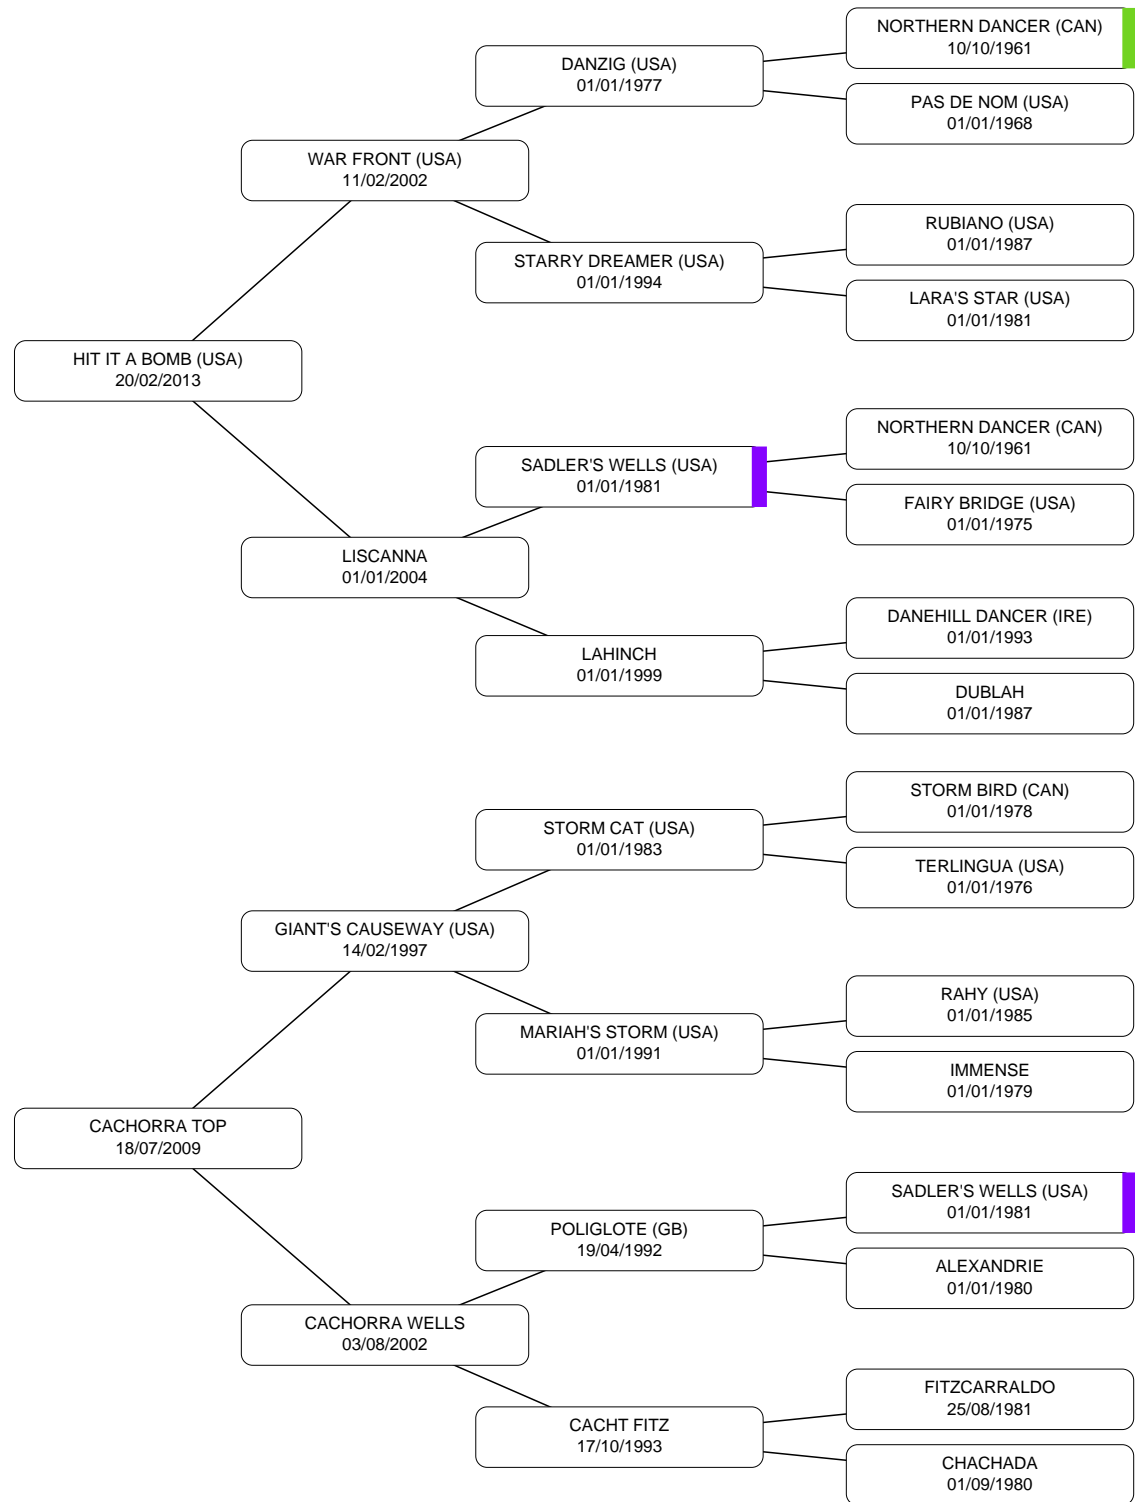 NORTHERN DANCER (CAN)
10/10/1961
DANZIG (USA)
01/01/1977
PAS DE NOM (USA)
01/01/1968
WAR FRONT (USA)
11/02/2002
RUBIANO (USA)
01/01/1987
STARRY DREAMER (USA)
01/01/1994
LARA'S STAR (USA)
01/01/1981
HIT IT A BOMB (USA)
20/02/2013
NORTHERN DANCER (CAN)
10/10/1961
SADLER'S WELLS (USA)
01/01/1981
FAIRY BRIDGE (USA)
01/01/1975
LISCANNA
01/01/2004
DANEHILL DANCER (IRE)
01/01/1993
LAHINCH
01/01/1999
DUBLAH
01/01/1987
STORM BIRD (CAN)
01/01/1978
STORM CAT (USA)
01/01/1983
TERLINGUA (USA)
01/01/1976
GIANT'S CAUSEWAY (USA)
14/02/1997
RAHY (USA)
01/01/1985
MARIAH'S STORM (USA)
01/01/1991
IMMENSE
01/01/1979
CACHORRA TOP
18/07/2009
SADLER'S WELLS (USA)
01/01/1981
POLIGLOTE (GB)
19/04/1992
ALEXANDRIE
01/01/1980
CACHORRA WELLS
03/08/2002
FITZCARRALDO
25/08/1981
CACHT FITZ
17/10/1993
CHACHADA
01/09/1980